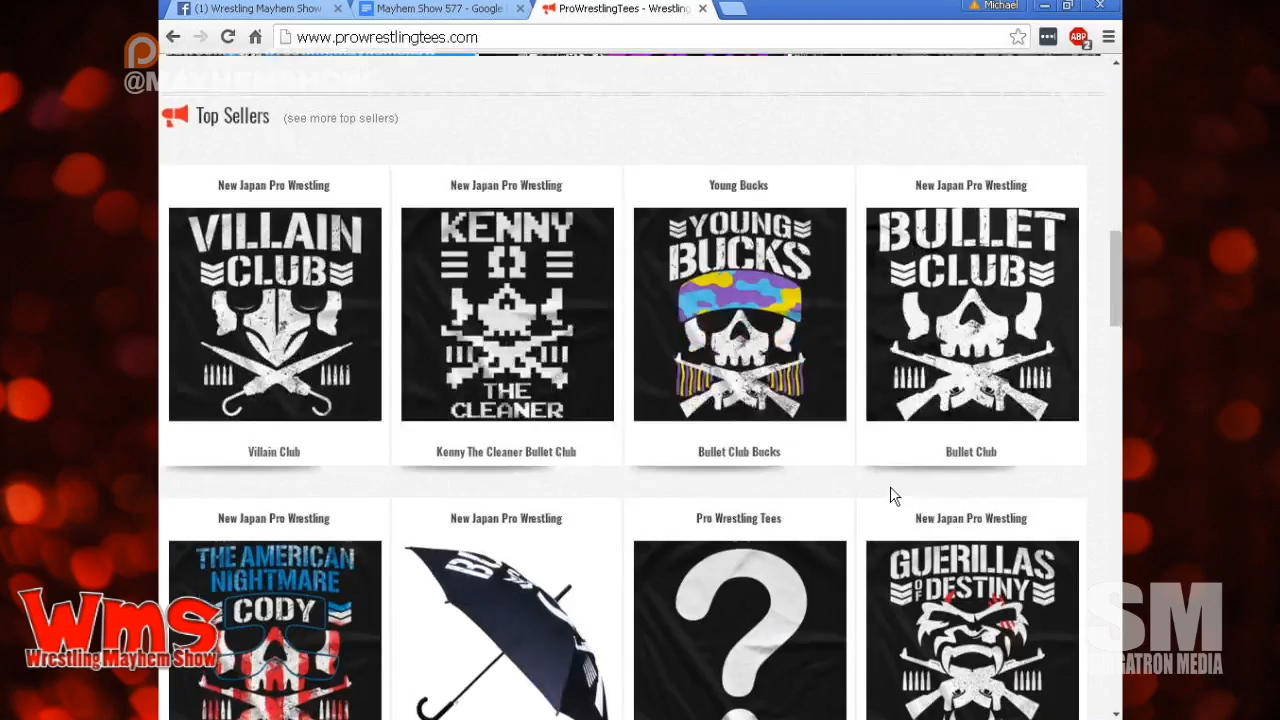 (1) Wrestling Mayhem Show
Mayhem Show 577 - Google
ProWrestlingTees - Wrestling
Michael
www.prowrestlingtees.com
ABP
2
Top Sellers (see more top sellers)
New Japan Pro Wrestling
New Japan Pro Wrestling
Young Bucks
New Japan Pro Wrestling
VILLAIN
CLUB
KENNY
Ω
THE
CLEANER
YOUNG
BUCKS
BULLET
CLUB
Villain Club
Kenny The Cleaner Bullet Club
Bullet Club Bucks
Bullet Club
New Japan Pro Wrestling
New Japan Pro Wrestling
Pro Wrestling Tees
New Japan Pro Wrestling
THE AMERICAN
NIGHTMARE
CODY
?
GUERILLAS
OF DESTINY
wms
Wrestling Mayhem Show
SM